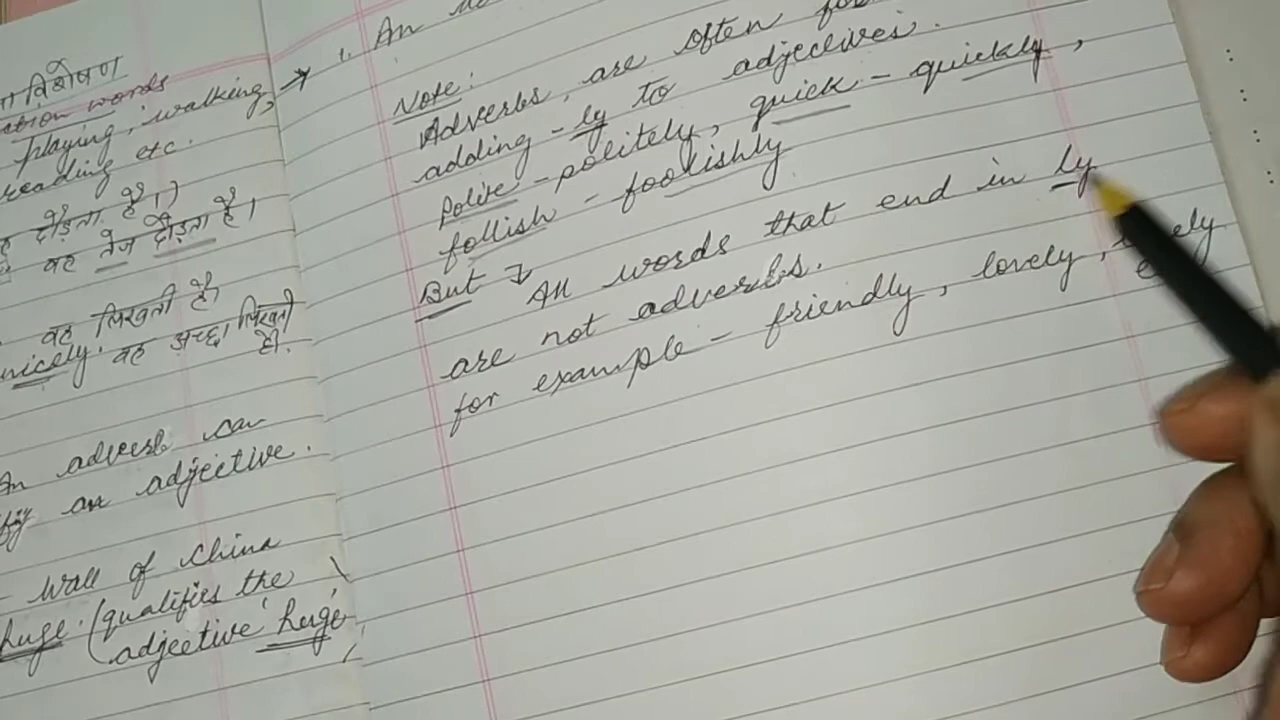 विशेषण
action words
playing, walking,
reading etc.
दौड़ता है।)
वह तेज दौड़ता है।
वह लिखती है।
nicely. वह अच्छा लिखती
है.
An adverb can
an adjective.
wall of China
huge. (qualifies the
adjective 'huge'
1. An
Note:
Adverbs, are often
adding - ly to adjectives.
Polite - politely, quick - quickly,
follish - foolishly
But All words that end in ly
are not adverbs.
for example - friendly, lovely,